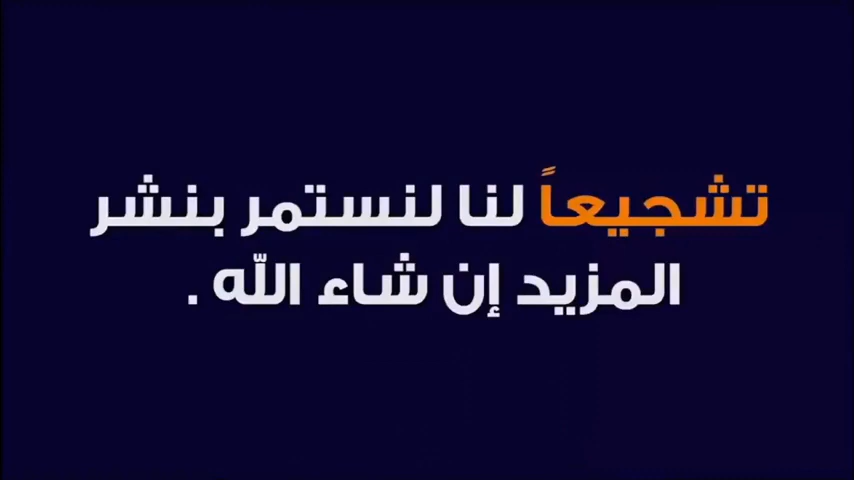 تشجيعاً لنا لنستمر بنشر
المزيد إن شاء الله .